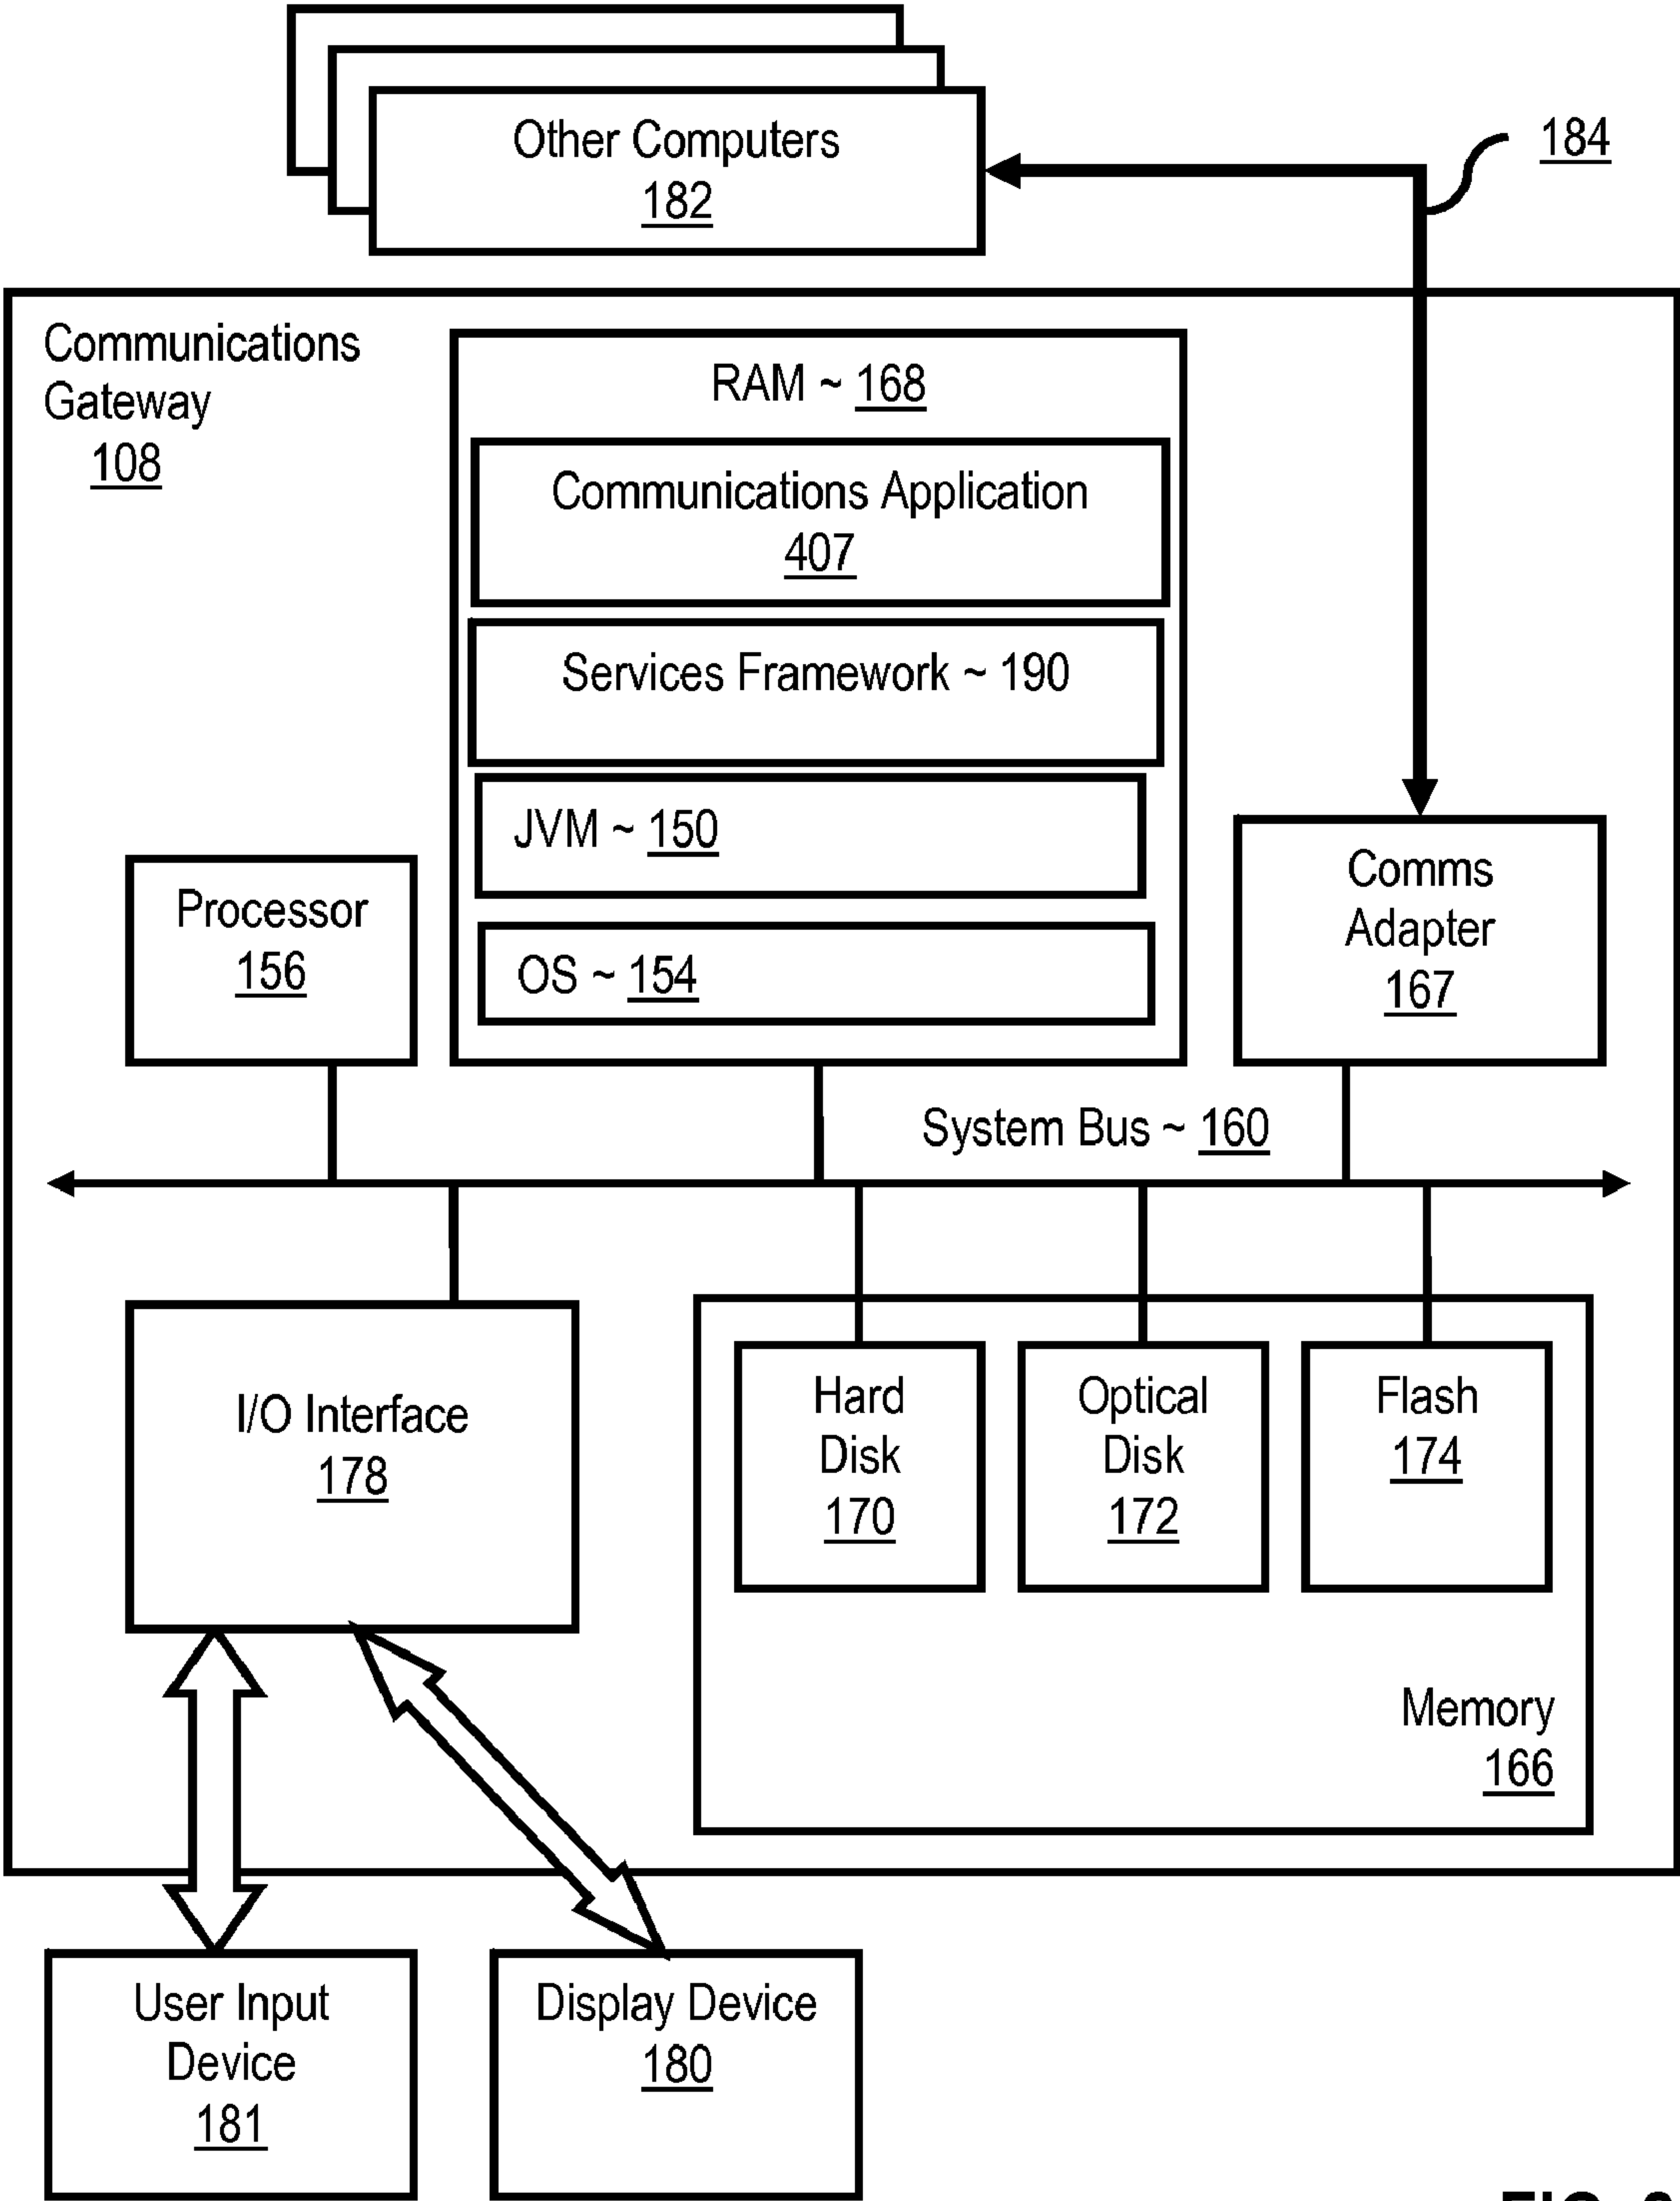 Other Computers
182
184
Communications
Gateway
108
RAM ~ 168
Communications Application
407
Services Framework ~ 190
JVM ~ 150
OS ~ 154
Processor
156
Comms
Adapter
167
System Bus ~ 160
I/O Interface
178
Hard
Disk
170
Optical
Disk
172
Flash
174
Memory
166
User Input
Device
181
Display Device
180